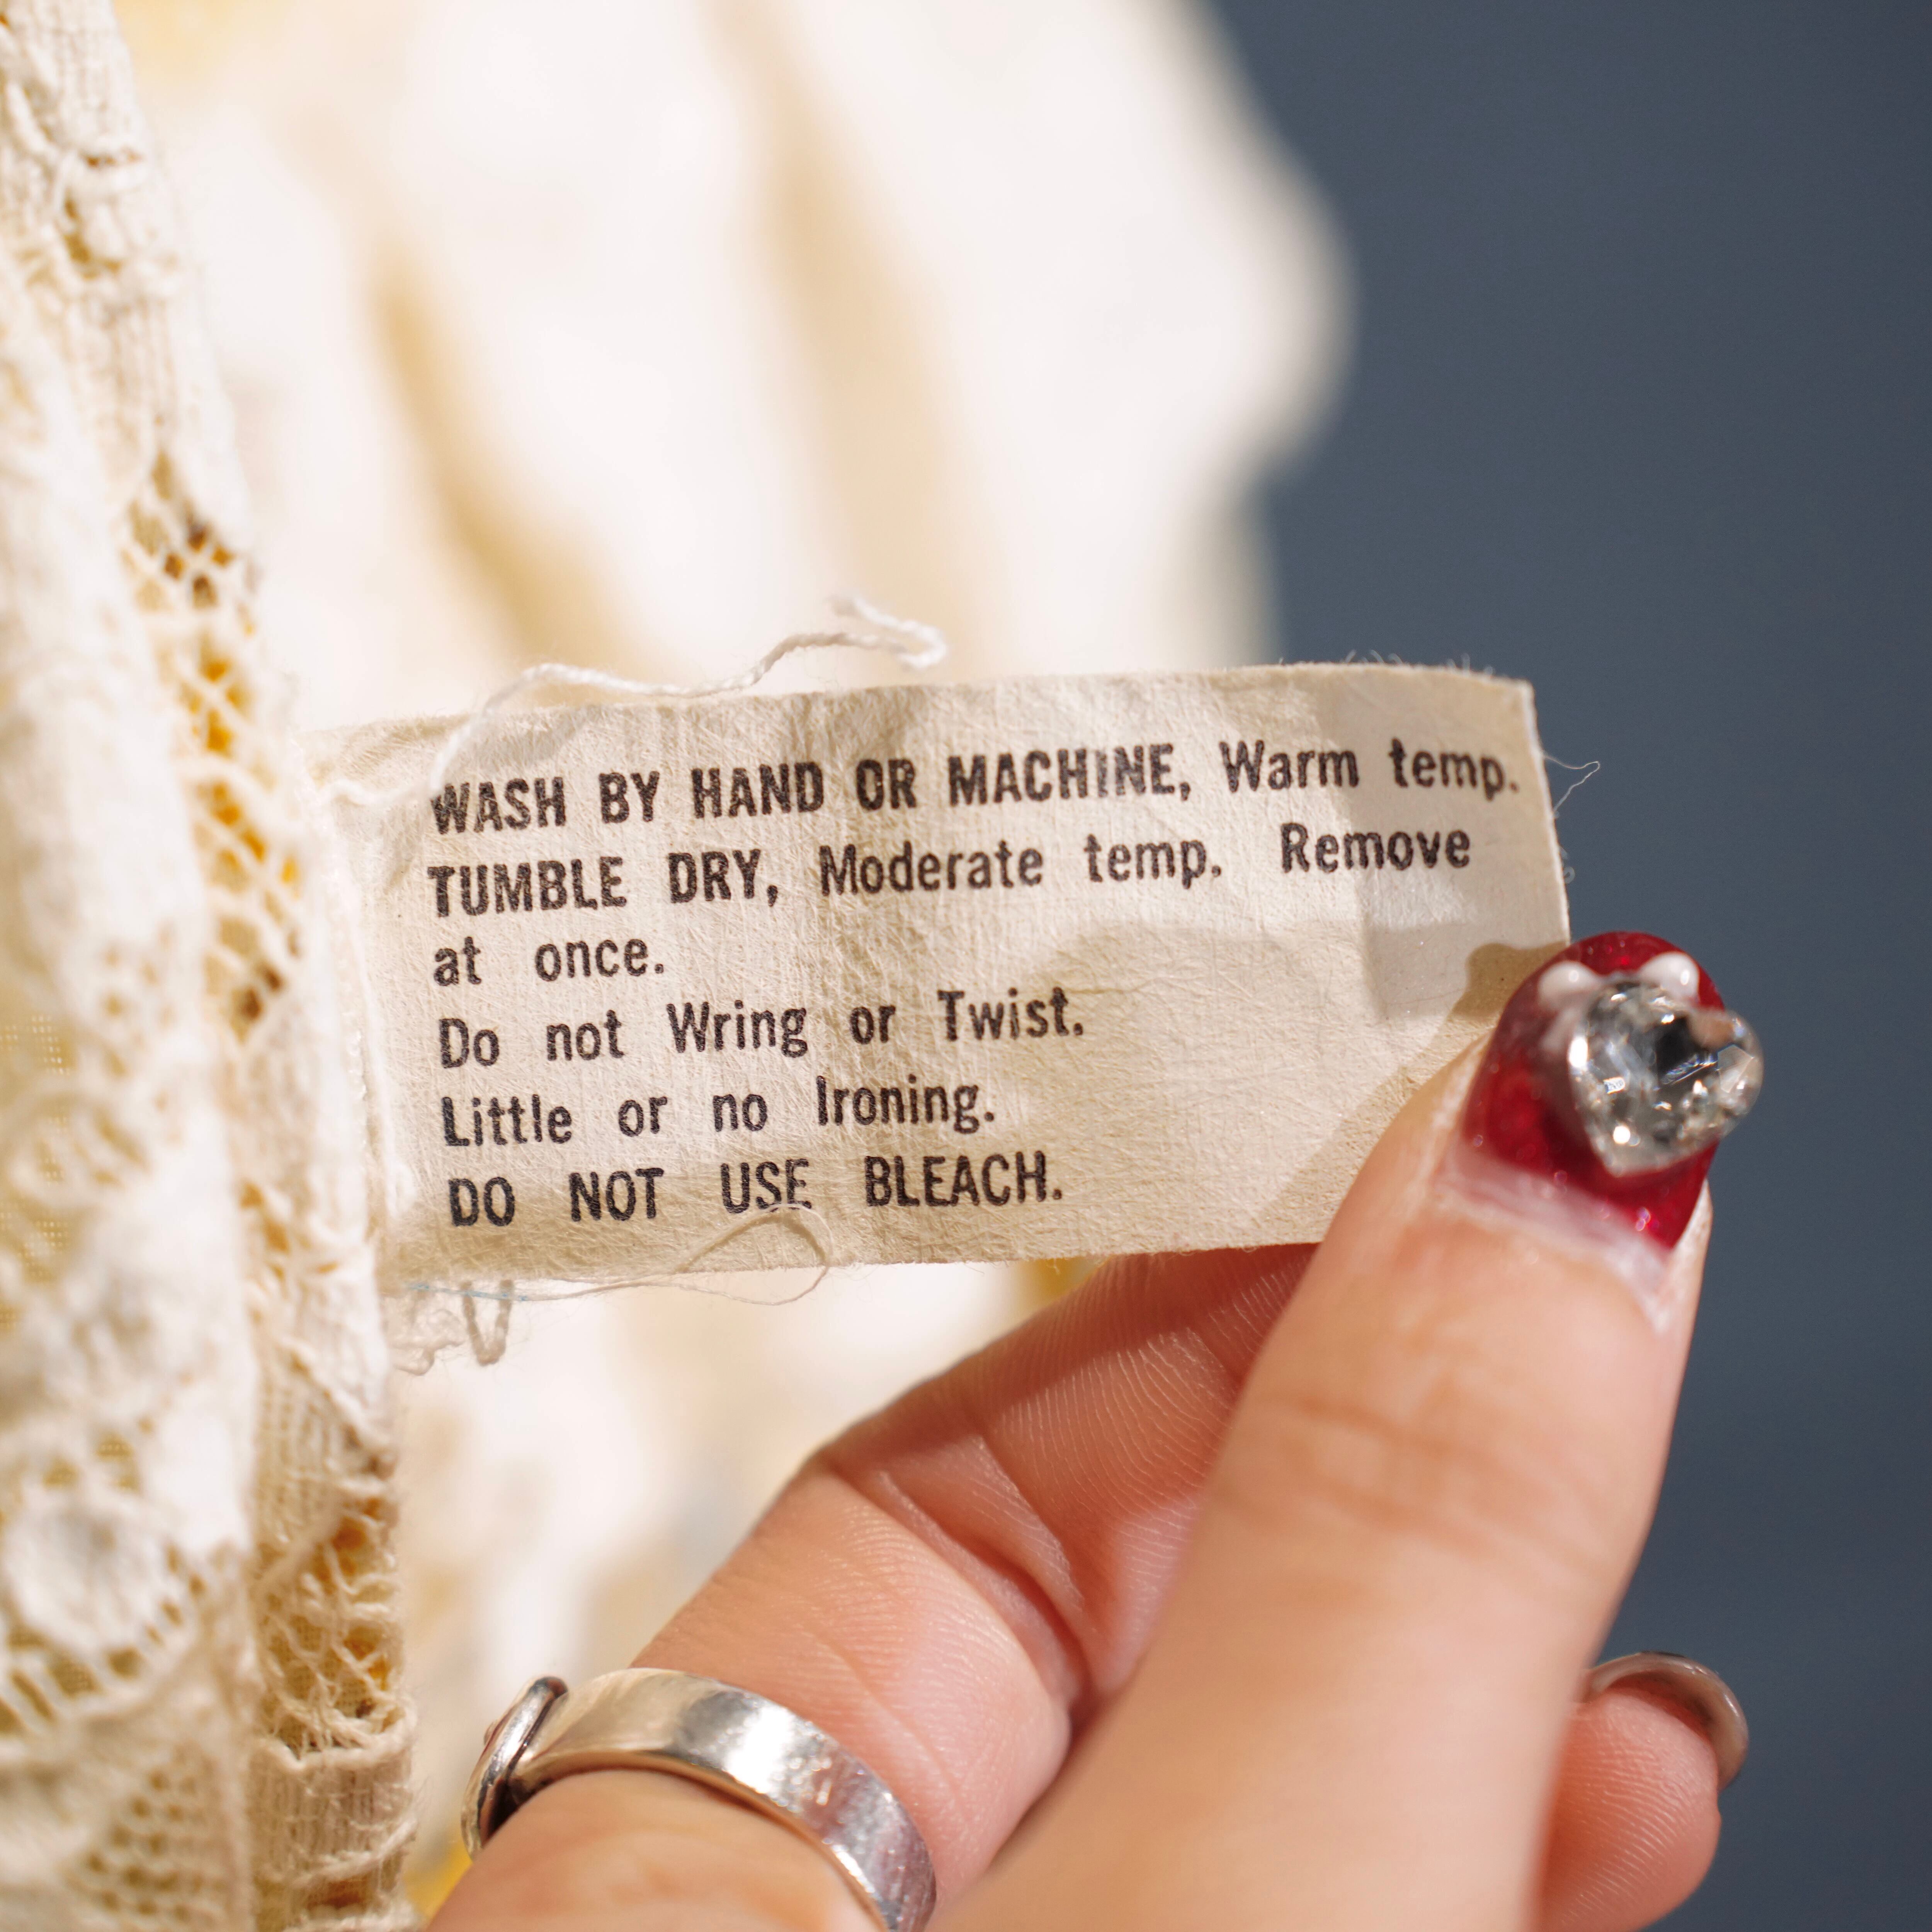 WASH BY HAND OR MACHINE, Warm temp.
TUMBLE DRY, Moderate temp. Remove
at once.
Do not Wring or Twist.
Little or no Ironing.
DO NOT USE BLEACH.